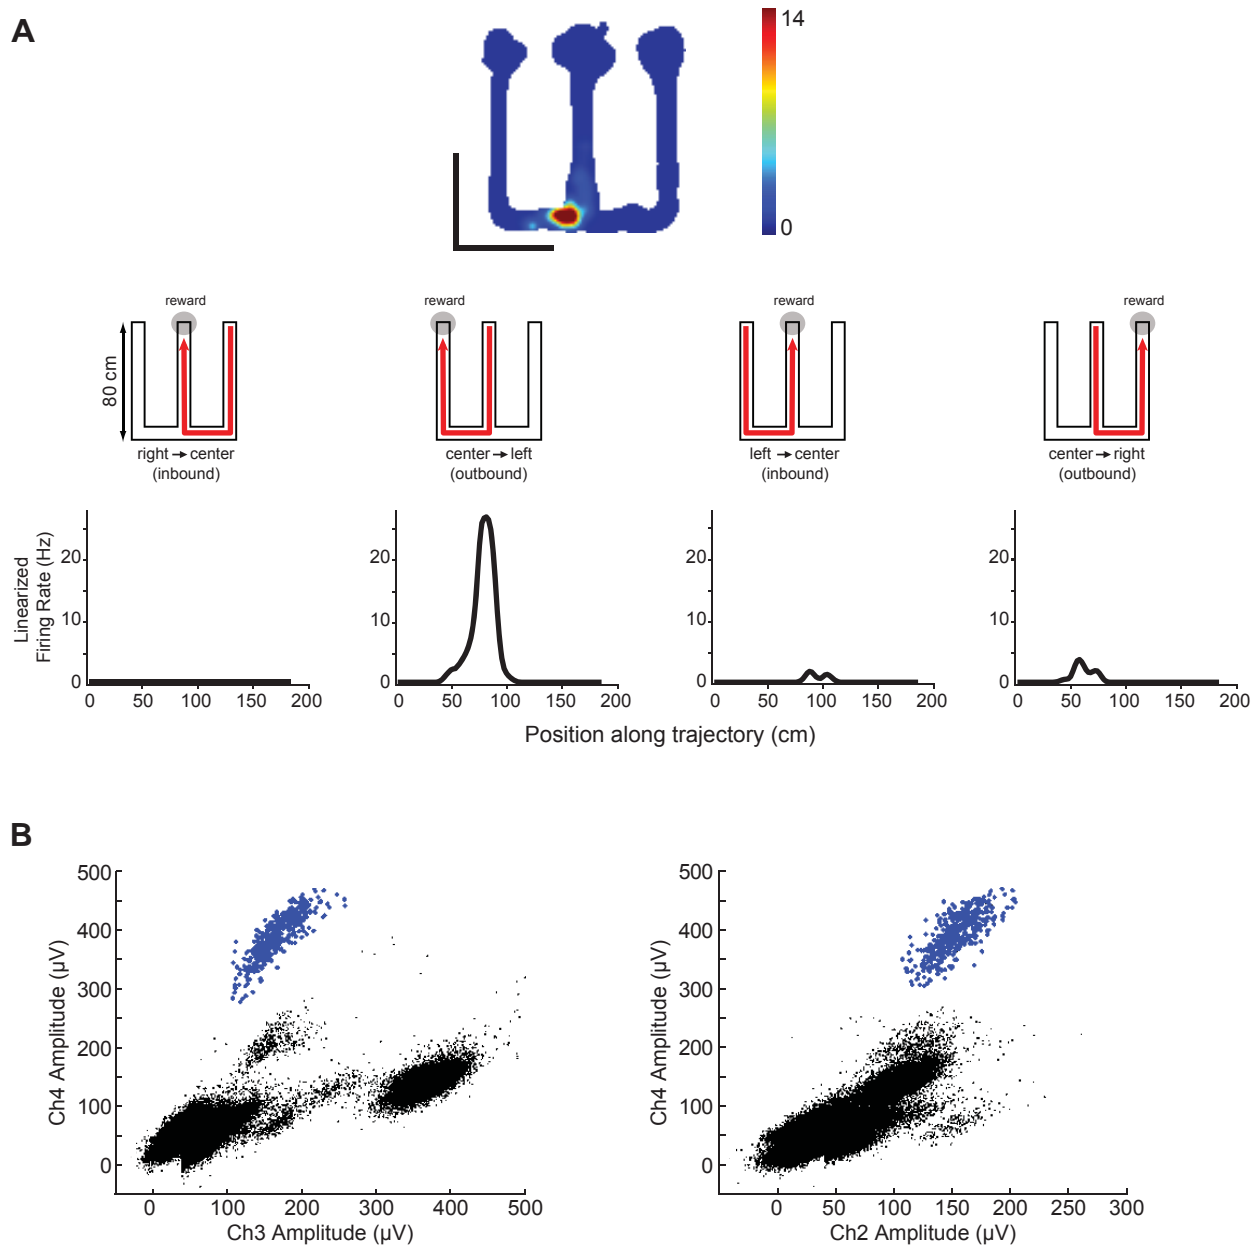 A
14
0
reward
reward
reward
reward
80 cm
right → center
(inbound)
center → left
(outbound)
left → center
(inbound)
center → right
(outbound)
Linearized
Firing Rate (Hz)
20
10
0
0 50 100 150 200
20
10
0
0 50 100 150 200
20
10
0
0 50 100 150 200
20
10
0
0 50 100 150 200
Position along trajectory (cm)
B
Ch4 Amplitude (µV)
500
400
300
200
100
0
0 100 200 300 400 500
Ch3 Amplitude (µV)
Ch4 Amplitude (µV)
500
400
300
200
100
0
0 50 100 150 200 300
Ch2 Amplitude (µV)